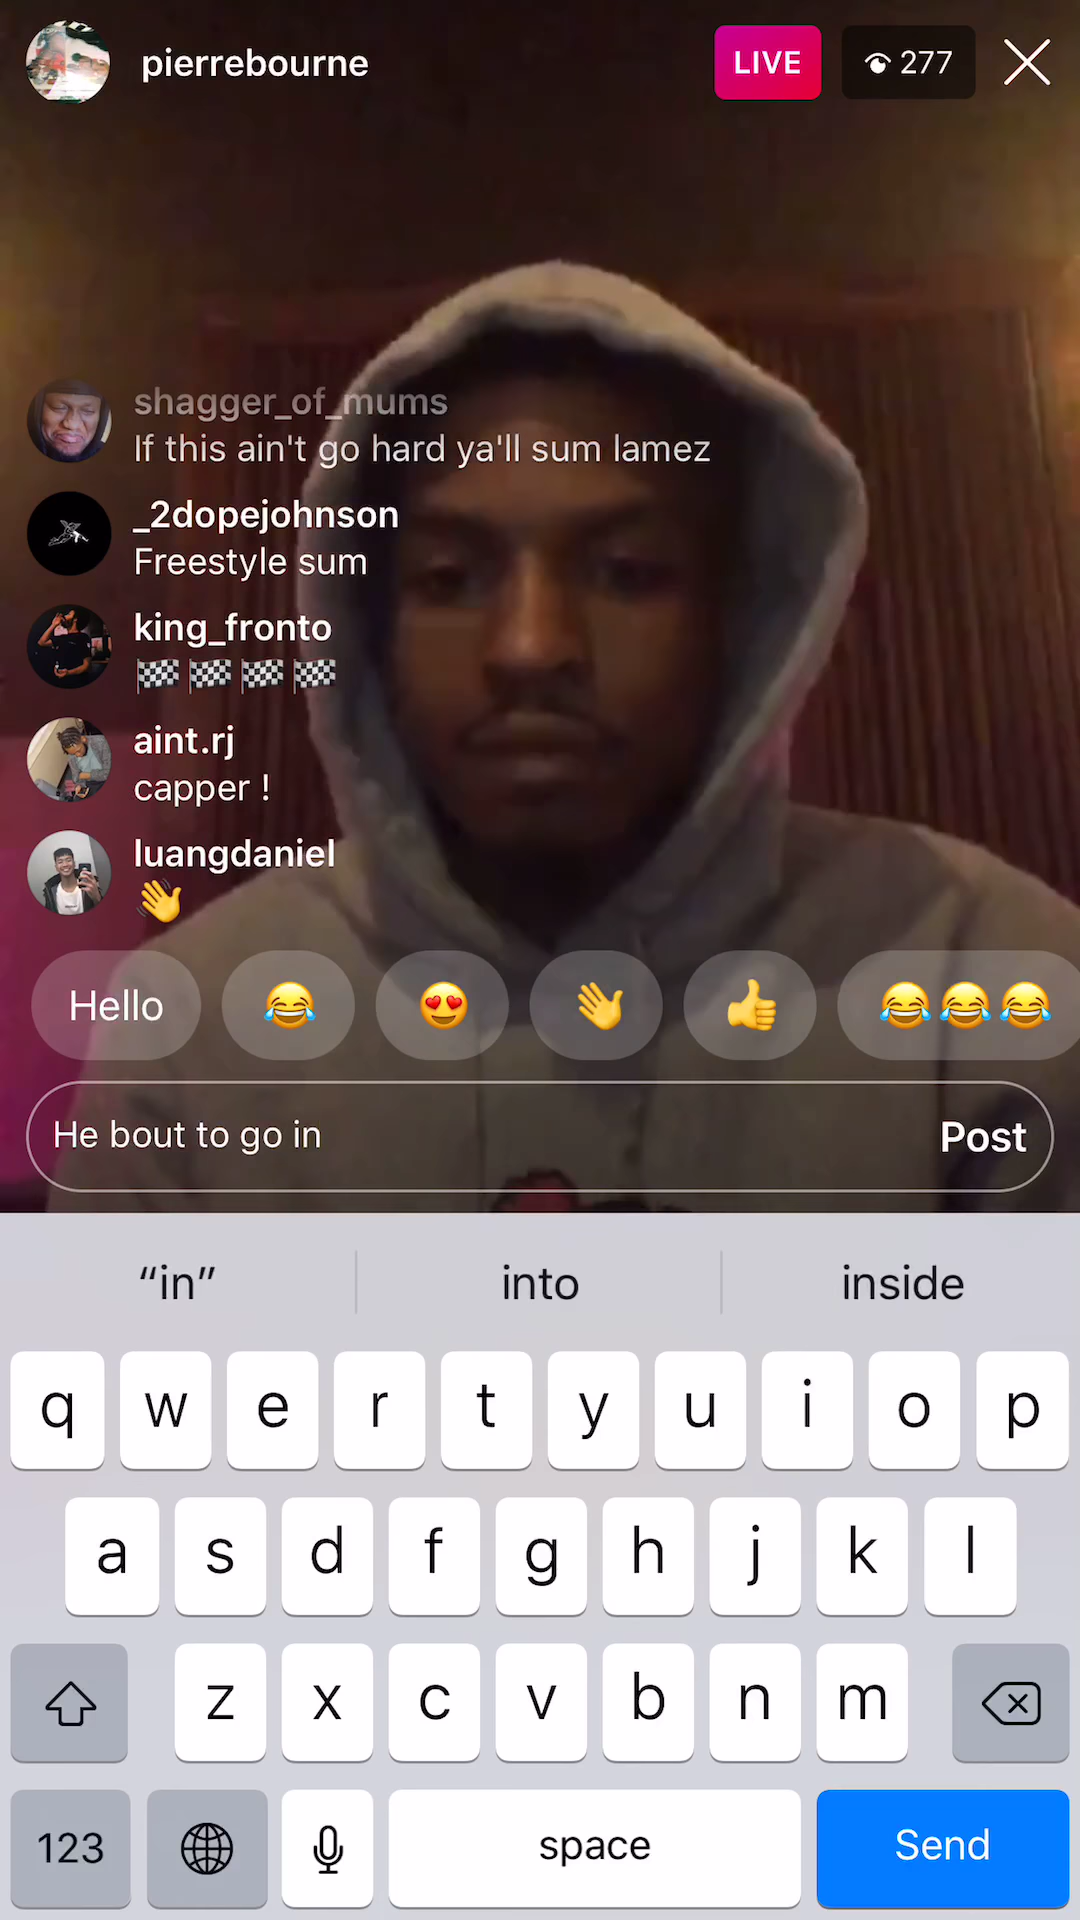 pierrebourne
LIVE
277
shagger_of_mums
If this ain't go hard ya'll sum lamez
_2dopejohnson
Freestyle sum
king_fronto
🏁 🏁 🏁 🏁
aint.rj
capper !
luangdaniel
👋
Hello 😂 😍 👋 👍 😂😂😂
He bout to go in
Post
“in” into inside
q w e r t y u i o p
a s d f g h j k l
z x c v b n m
123 space Send